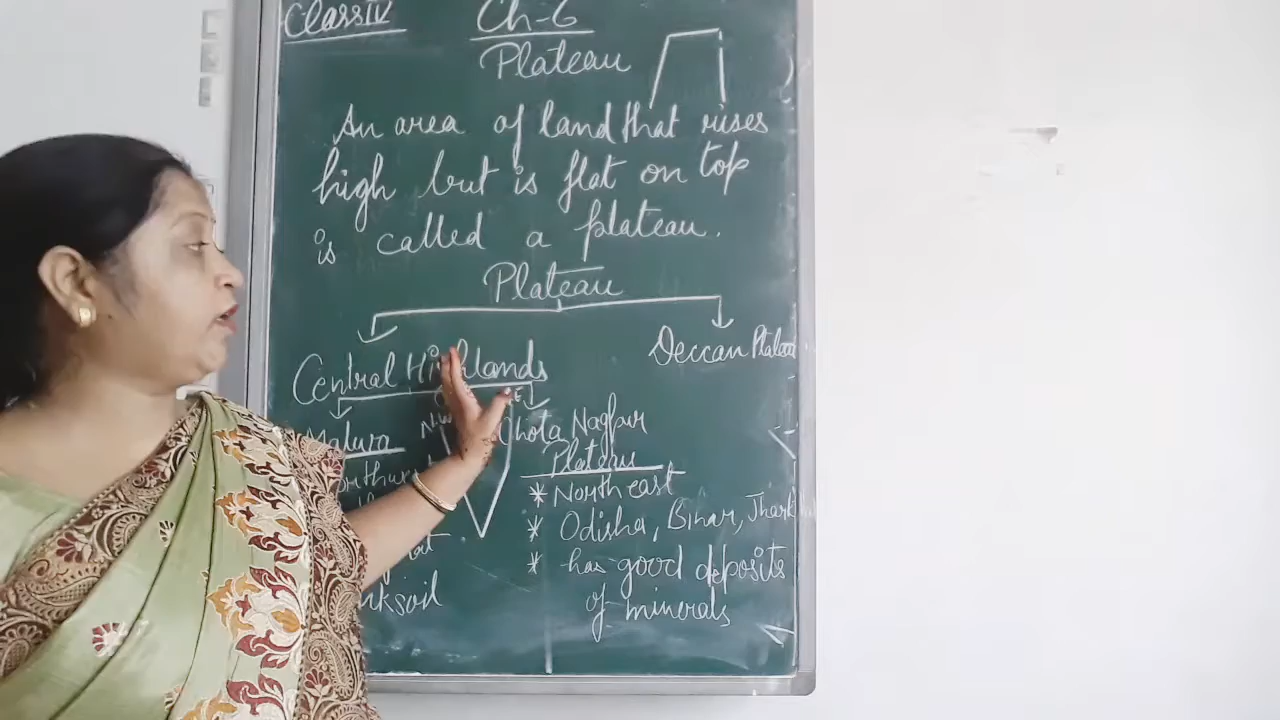 Class IV
Ch-6
Plateau
An area of land that rises
high but is flat on top
is called a plateau.
Plateau
Central Highlands
Deccan Plateau
Malwa
Chota Nagpur
Plateau
* North east
* Odisha, Bihar,
* has good deposits
of minerals